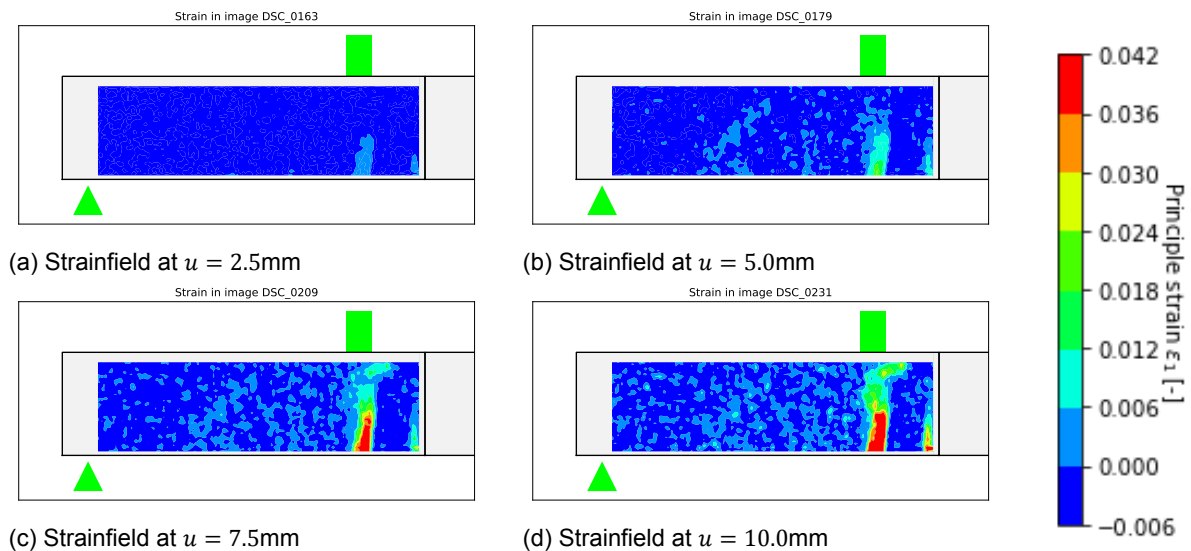 Strain in image DSC_0163
Strain in image DSC_0179
(a) Strainfield at u = 2.5mm
(b) Strainfield at u = 5.0mm
Strain in image DSC_0209
Strain in image DSC_0231
(c) Strainfield at u = 7.5mm
(d) Strainfield at u = 10.0mm
0.042
0.036
0.030
0.024
0.018
0.012
0.006
0.000
−0.006
Principle strain ε₁ [-]